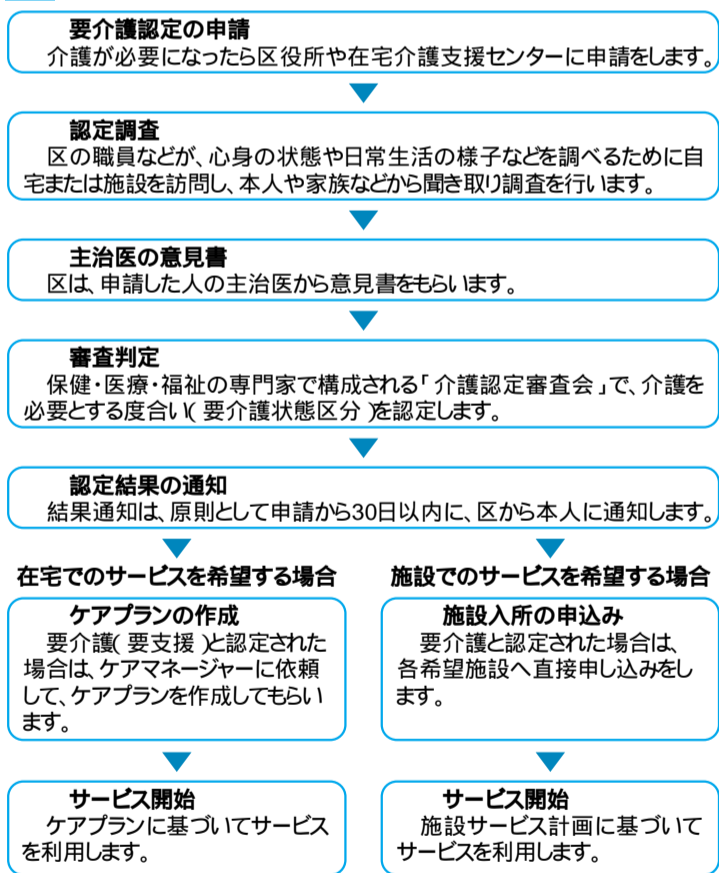 要介護認定の申請
介護が必要になったら区役所や在宅介護支援センターに申請をします。
認定調査
区の職員などが、心身の状態や日常生活の様子などを調べるために自
宅または施設を訪問し、本人や家族などから聞き取り調査を行います。
主治医の意見書
区は、申請した人の主治医から意見書をもらいます。
審査判定
保健・医療・福祉の専門家で構成される「介護認定審査会」で、介護を
必要とする度合い(要介護状態区分)を認定します。
認定結果の通知
結果通知は、原則として申請から30日以内に、区から本人に通知します。
在宅でのサービスを希望する場合
ケアプランの作成
要介護(要支援)と認定された
場合は、ケアマネージャーに依頼
して、ケアプランを作成してもらい
ます。
サービス開始
ケアプランに基づいてサービス
を利用します。
施設でのサービスを希望する場合
施設入所の申込み
要介護と認定された場合は、
各希望施設へ直接申し込みをし
ます。
サービス開始
施設サービス計画に基づいて
サービスを利用します。